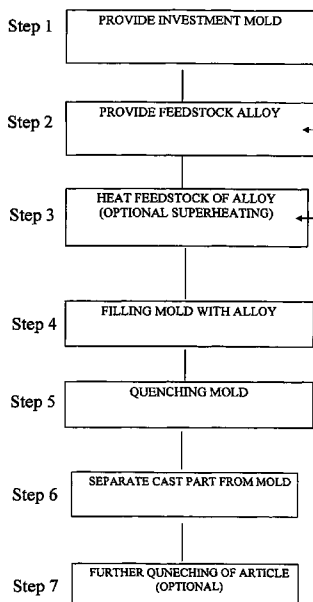 Step 1
PROVIDE INVESTMENT MOLD
Step 2
PROVIDE FEEDSTOCK ALLOY
Step 3
HEAT FEEDSTOCK OF ALLOY
(OPTIONAL SUPERHEATING)
Step 4
FILLING MOLD WITH ALLOY
Step 5
QUENCHING MOLD
Step 6
SEPARATE CAST PART FROM MOLD
Step 7
FURTHER QUNECHING OF ARTICLE
(OPTIONAL)